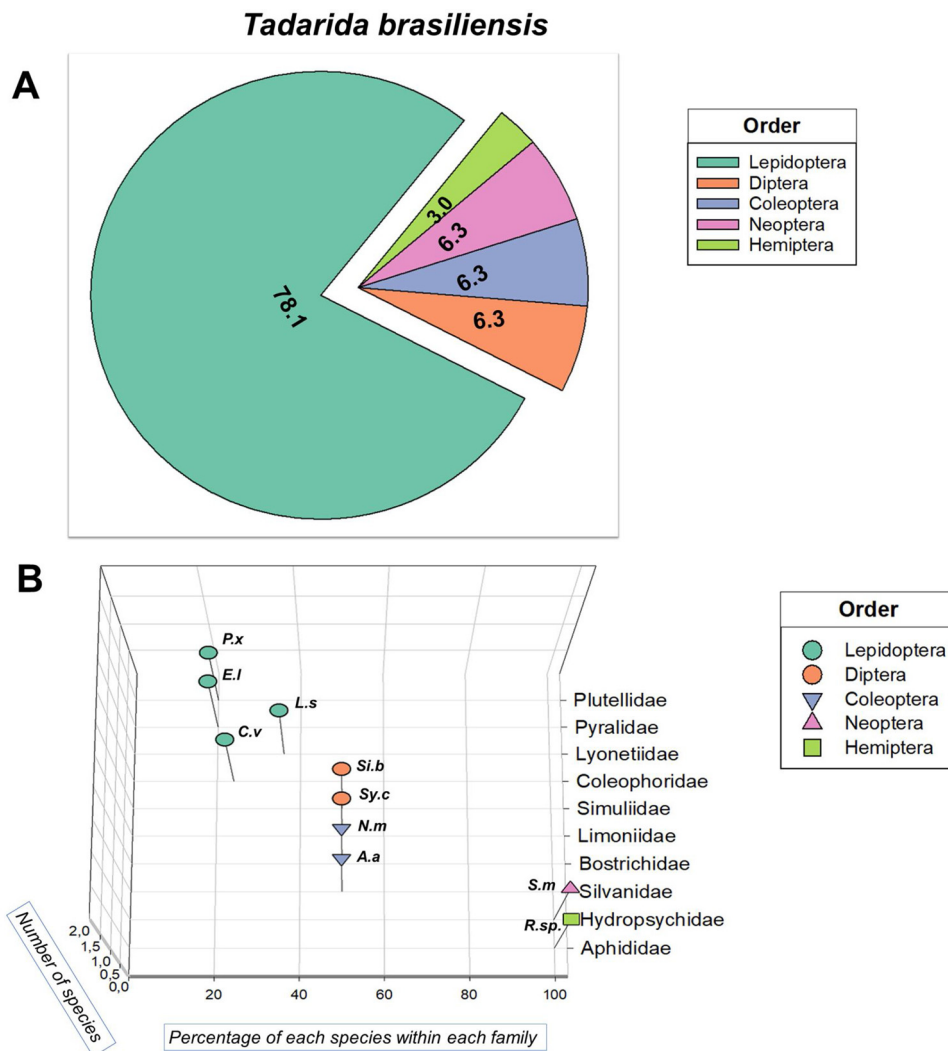 Tadarida brasiliensis
A
Order
Lepidoptera
Diptera
Coleoptera
Neoptera
Hemiptera
78.1
3.0
6.3
6.3
6.3
B
Order
Lepidoptera
Diptera
Coleoptera
Neoptera
Hemiptera
P.x
E.l
L.s
C.v
Si.b
Sy.c
N.m
A.a
S.m
R.sp.
Plutellidae
Pyralidae
Lyonetiidae
Coleophoridae
Simuliidae
Limoniidae
Bostrichidae
Silvanidae
Hydropsychidae
Aphididae
2,0
1,5
1,0
0,5
0,0
20
40
60
80
100
Number of species
Percentage of each species within each family